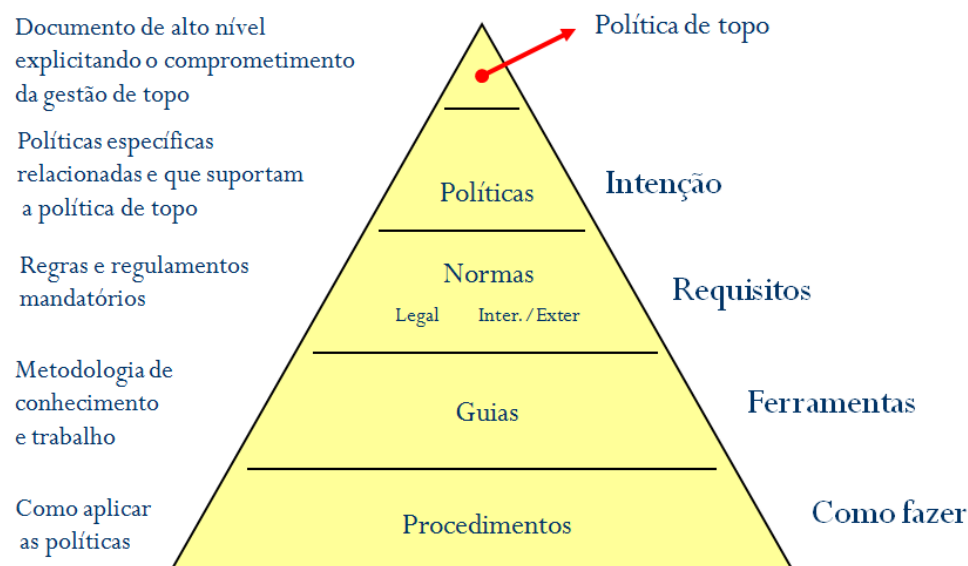 Documento de alto nível
explicitando o comprometimento
da gestão de topo
Política de topo
Políticas específicas
relacionadas e que suportam
a política de topo
Políticas
Intenção
Regras e regulamentos
mandatórios
Normas
Legal Inter. / Exter
Requisitos
Metodologia de
conhecimento
e trabalho
Guias
Ferramentas
Como aplicar
as políticas
Procedimentos
Como fazer